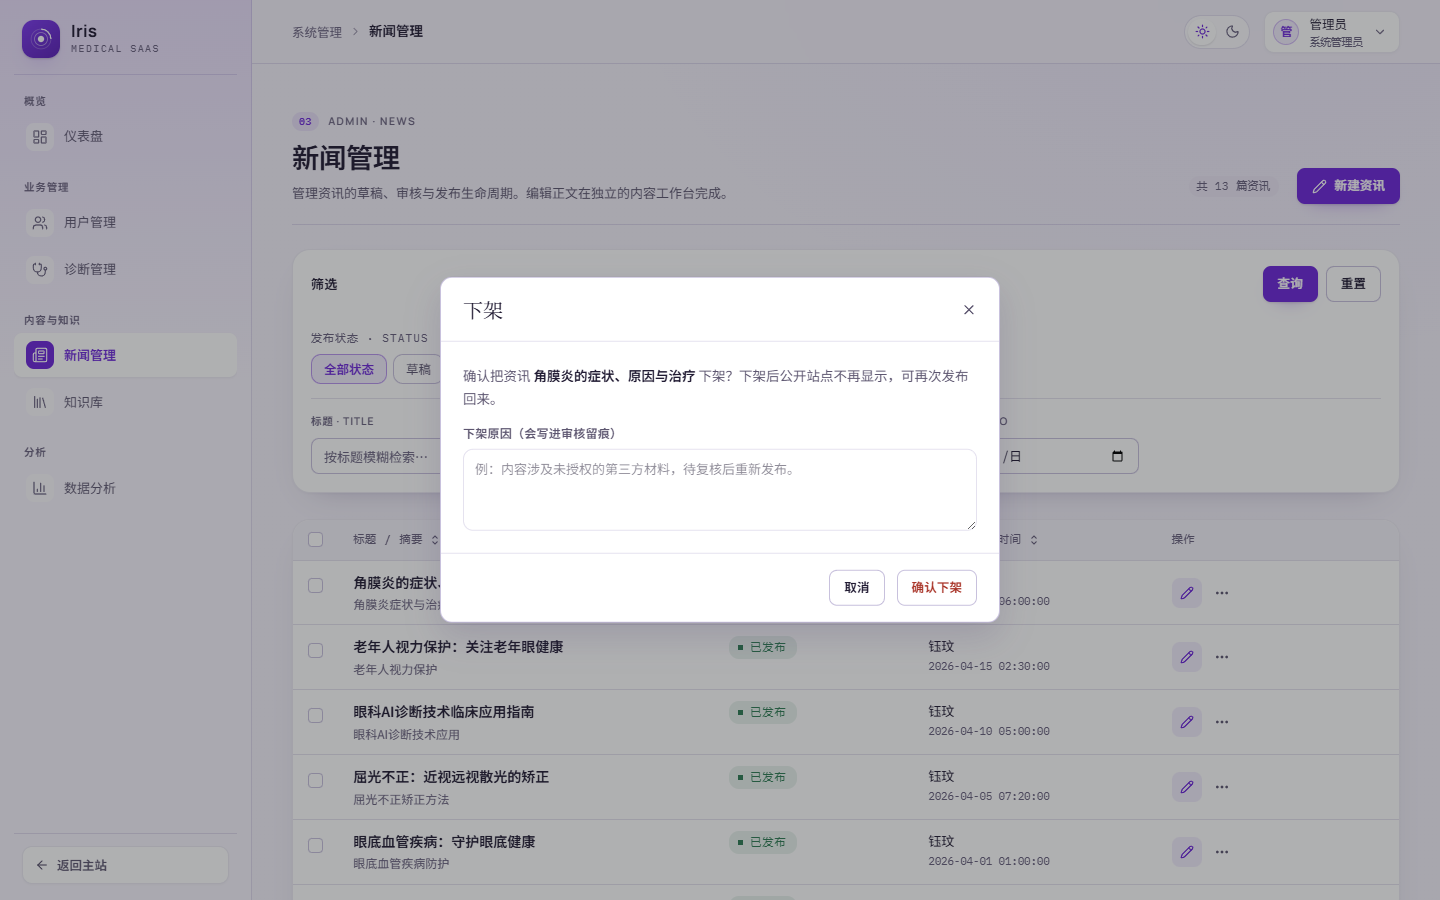 Iris
MEDICAL SAAS
概览
仪表盘
业务管理
用户管理
诊断管理
内容与知识
新闻管理
知识库
分析
数据分析
返回主站
系统管理
新闻管理
管
管理员
系统管理员
03 ADMIN · NEWS
新闻管理
管理资讯的草稿、审核与发布生命周期。编辑正文在独立的内容工作台完成。
共 13 篇资讯
新建资讯
筛选
查询
重置
发布状态 · STATUS
全部状态
草稿
标题 · TITLE
按标题模糊检索…
/日
下架
确认把资讯 角膜炎的症状、原因与治疗 下架？下架后公开站点不再显示，可再次发布
回来。
下架原因（会写进审核留痕）
例：内容涉及未授权的第三方材料，待复核后重新发布。
取消
确认下架
标题 / 摘要
时间
操作
角膜炎的症状、
角膜炎症状与治
06:00:00
老年人视力保护：关注老年眼健康
老年人视力保护
已发布
钰玟
2026-04-15 02:30:00
眼科AI诊断技术临床应用指南
眼科AI诊断技术应用
已发布
钰玟
2026-04-10 05:00:00
屈光不正：近视远视散光的矫正
屈光不正矫正方法
已发布
钰玟
2026-04-05 07:20:00
眼底血管疾病：守护眼底健康
眼底血管疾病防护
已发布
钰玟
2026-04-01 01:00:00